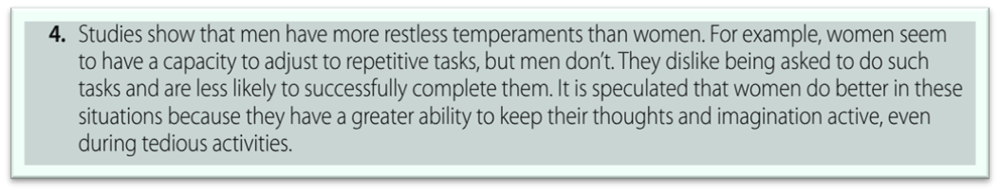 4. Studies show that men have more restless temperaments than women. For example, women seem
to have a capacity to adjust to repetitive tasks, but men don’t. They dislike being asked to do such
tasks and are less likely to successfully complete them. It is speculated that women do better in these
situations because they have a greater ability to keep their thoughts and imagination active, even
during tedious activities.